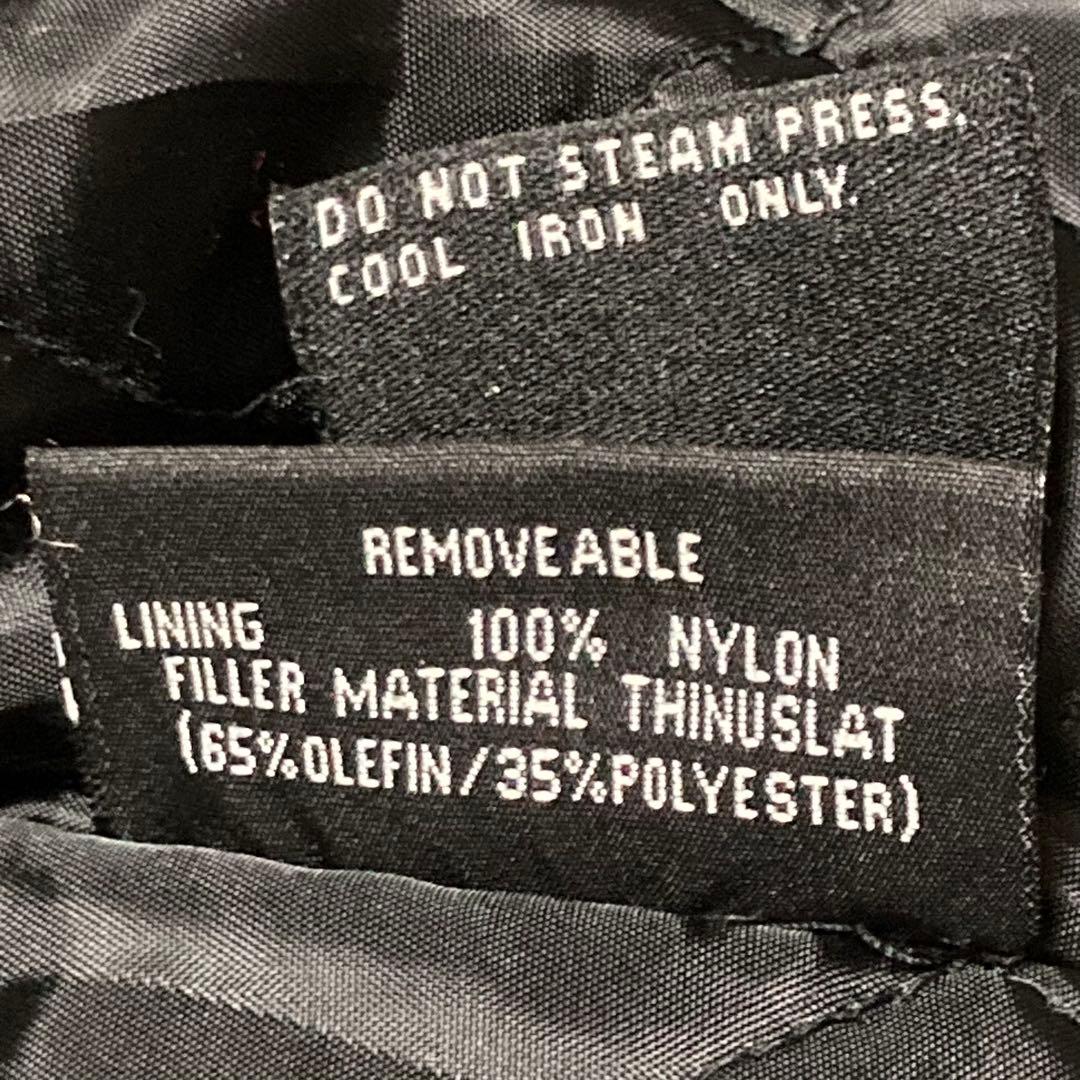 DO NOT STEAM PRESS.
COOL IRON ONLY.
REMOVEABLE
LINING 100% NYLON
FILLER MATERIAL THINUSLAT
(65%OLEFIN/35%POLYESTER)